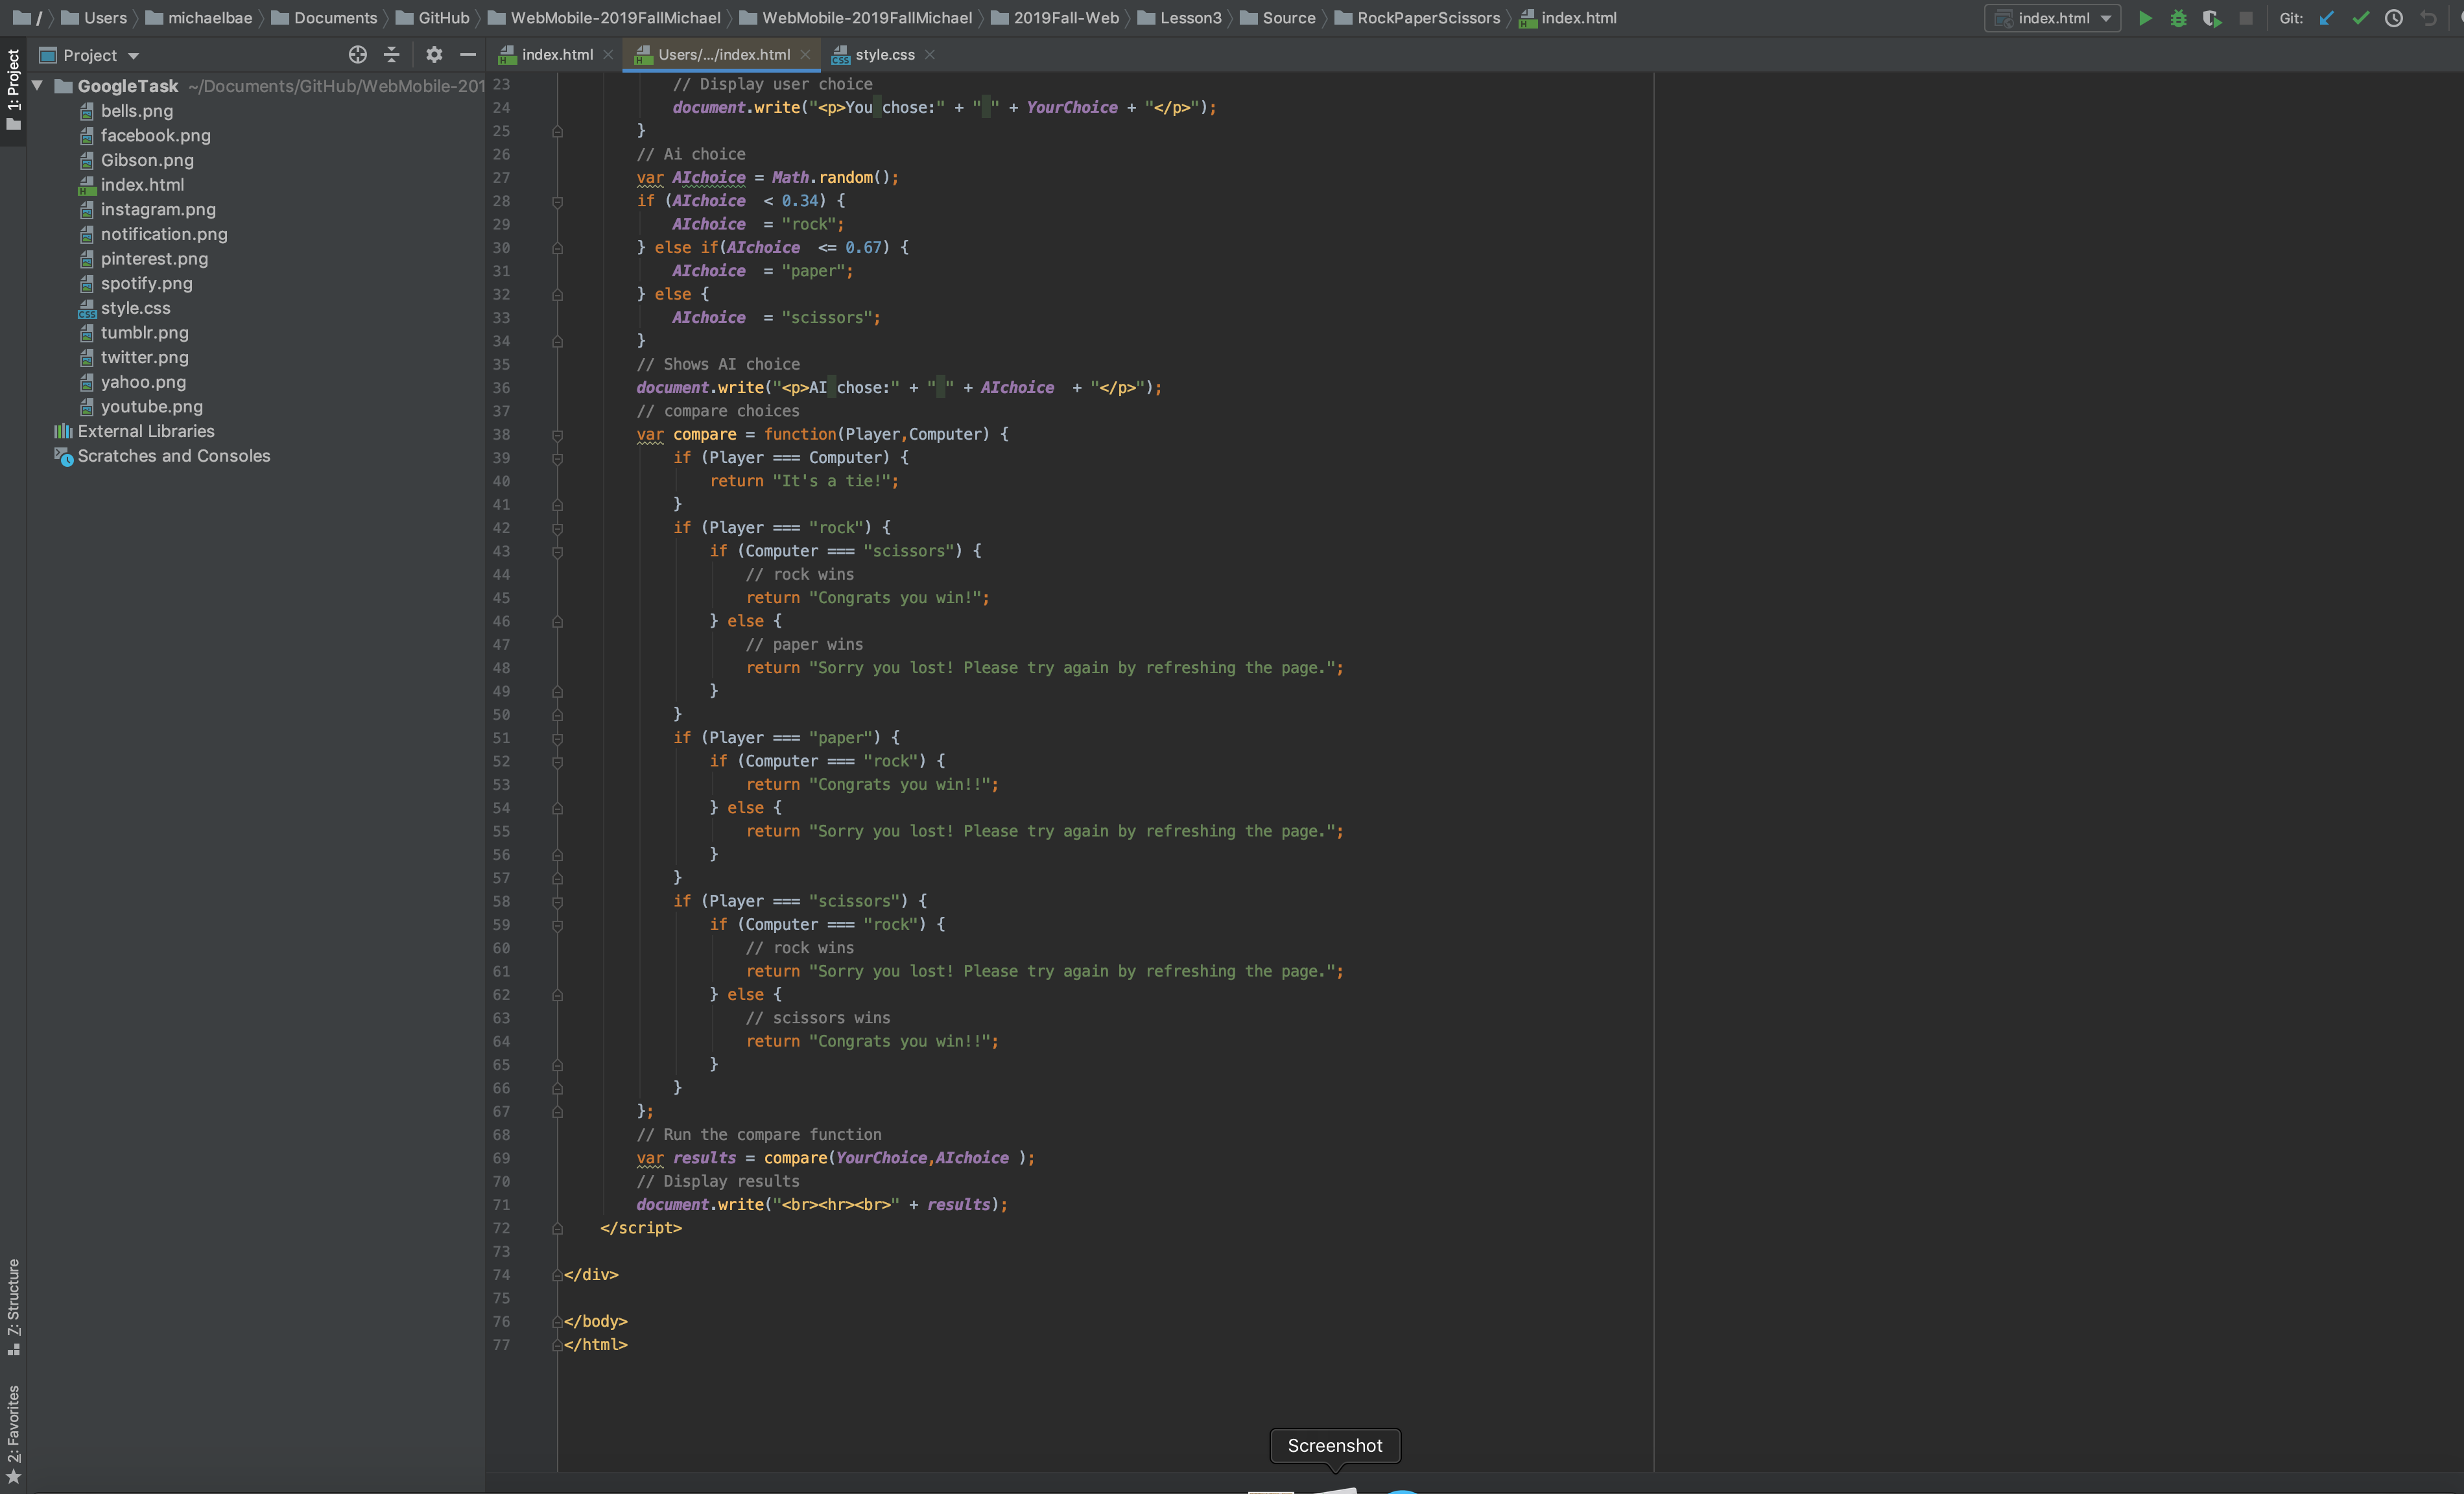 / Users michaelbae Documents GitHub WebMobile-2019FallMichael WebMobile-2019FallMichael 2019Fall-Web Lesson3 Source RockPaperScissors index.html index.html Git:
1: Project
Project
index.html Users/.../index.html style.css
GoogleTask ~/Documents/GitHub/WebMobile-201
bells.png
facebook.png
Gibson.png
index.html
instagram.png
notification.png
pinterest.png
spotify.png
style.css
tumblr.png
twitter.png
yahoo.png
youtube.png
External Libraries
Scratches and Consoles
Z: Structure
2: Favorites
23 // Display user choice
24 document.write("<p>You chose:" + " " + YourChoice + "</p>");
25 }
26 // Ai choice
27 var AIchoice = Math.random();
28 if (AIchoice < 0.34) {
29 AIchoice = "rock";
30 } else if(AIchoice <= 0.67) {
31 AIchoice = "paper";
32 } else {
33 AIchoice = "scissors";
34 }
35 // Shows AI choice
36 document.write("<p>AI chose:" + " " + AIchoice + "</p>");
37 // compare choices
38 var compare = function(Player,Computer) {
39 if (Player === Computer) {
40 return "It's a tie!";
41 }
42 if (Player === "rock") {
43 if (Computer === "scissors") {
44 // rock wins
45 return "Congrats you win!";
46 } else {
47 // paper wins
48 return "Sorry you lost! Please try again by refreshing the page.";
49 }
50 }
51 if (Player === "paper") {
52 if (Computer === "rock") {
53 return "Congrats you win!!";
54 } else {
55 return "Sorry you lost! Please try again by refreshing the page.";
56 }
57 }
58 if (Player === "scissors") {
59 if (Computer === "rock") {
60 // rock wins
61 return "Sorry you lost! Please try again by refreshing the page.";
62 } else {
63 // scissors wins
64 return "Congrats you win!!";
65 }
66 }
67 };
68 // Run the compare function
69 var results = compare(YourChoice,AIchoice );
70 // Display results
71 document.write("<br><hr><br>" + results);
72 </script>
73
74 </div>
75
76 </body>
77 </html>
Screenshot